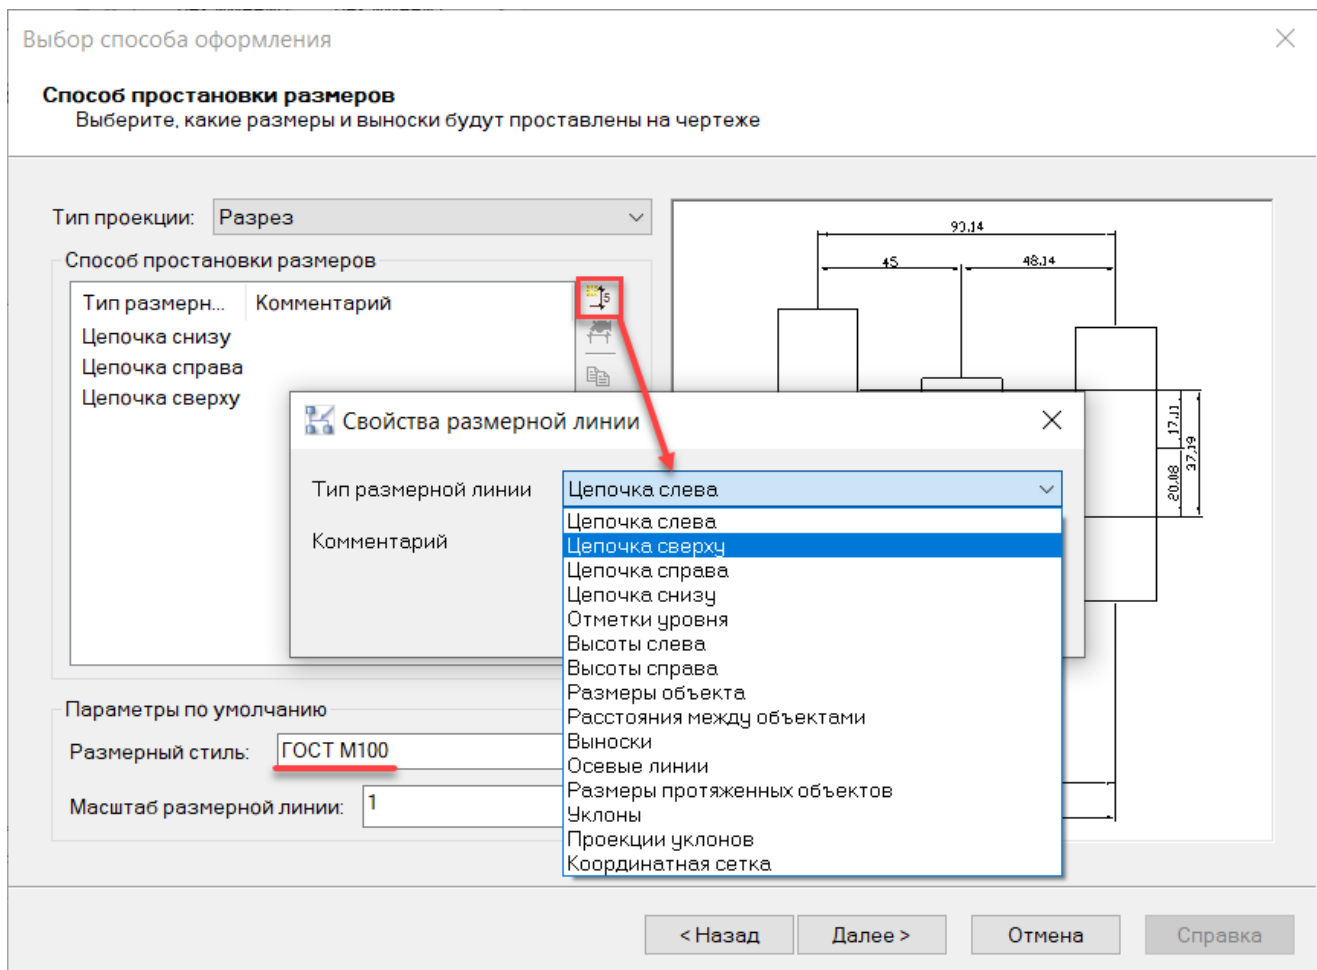 Выбор способа оформления
Способ простановки размеров
Выберите, какие размеры и выноски будут проставлены на чертеже
Тип проекции: Разрез
Способ простановки размеров
Тип размерн... Комментарий
Цепочка снизу
Цепочка справа
Цепочка сверху
5
90.14
45 48.14
17.11
37.19
20.08
Свойства размерной линии
Тип размерной линии Цепочка слева
Комментарий
Цепочка слева
Цепочка сверху
Цепочка справа
Цепочка снизу
Отметки уровня
Высоты слева
Высоты справа
Размеры объекта
Расстояния между объектами
Выноски
Осевые линии
Размеры протяженных объектов
Уклоны
Проекции уклонов
Координатная сетка
Параметры по умолчанию
Размерный стиль: ГОСТ М100
Масштаб размерной линии: 1
< Назад Далее > Отмена Справка